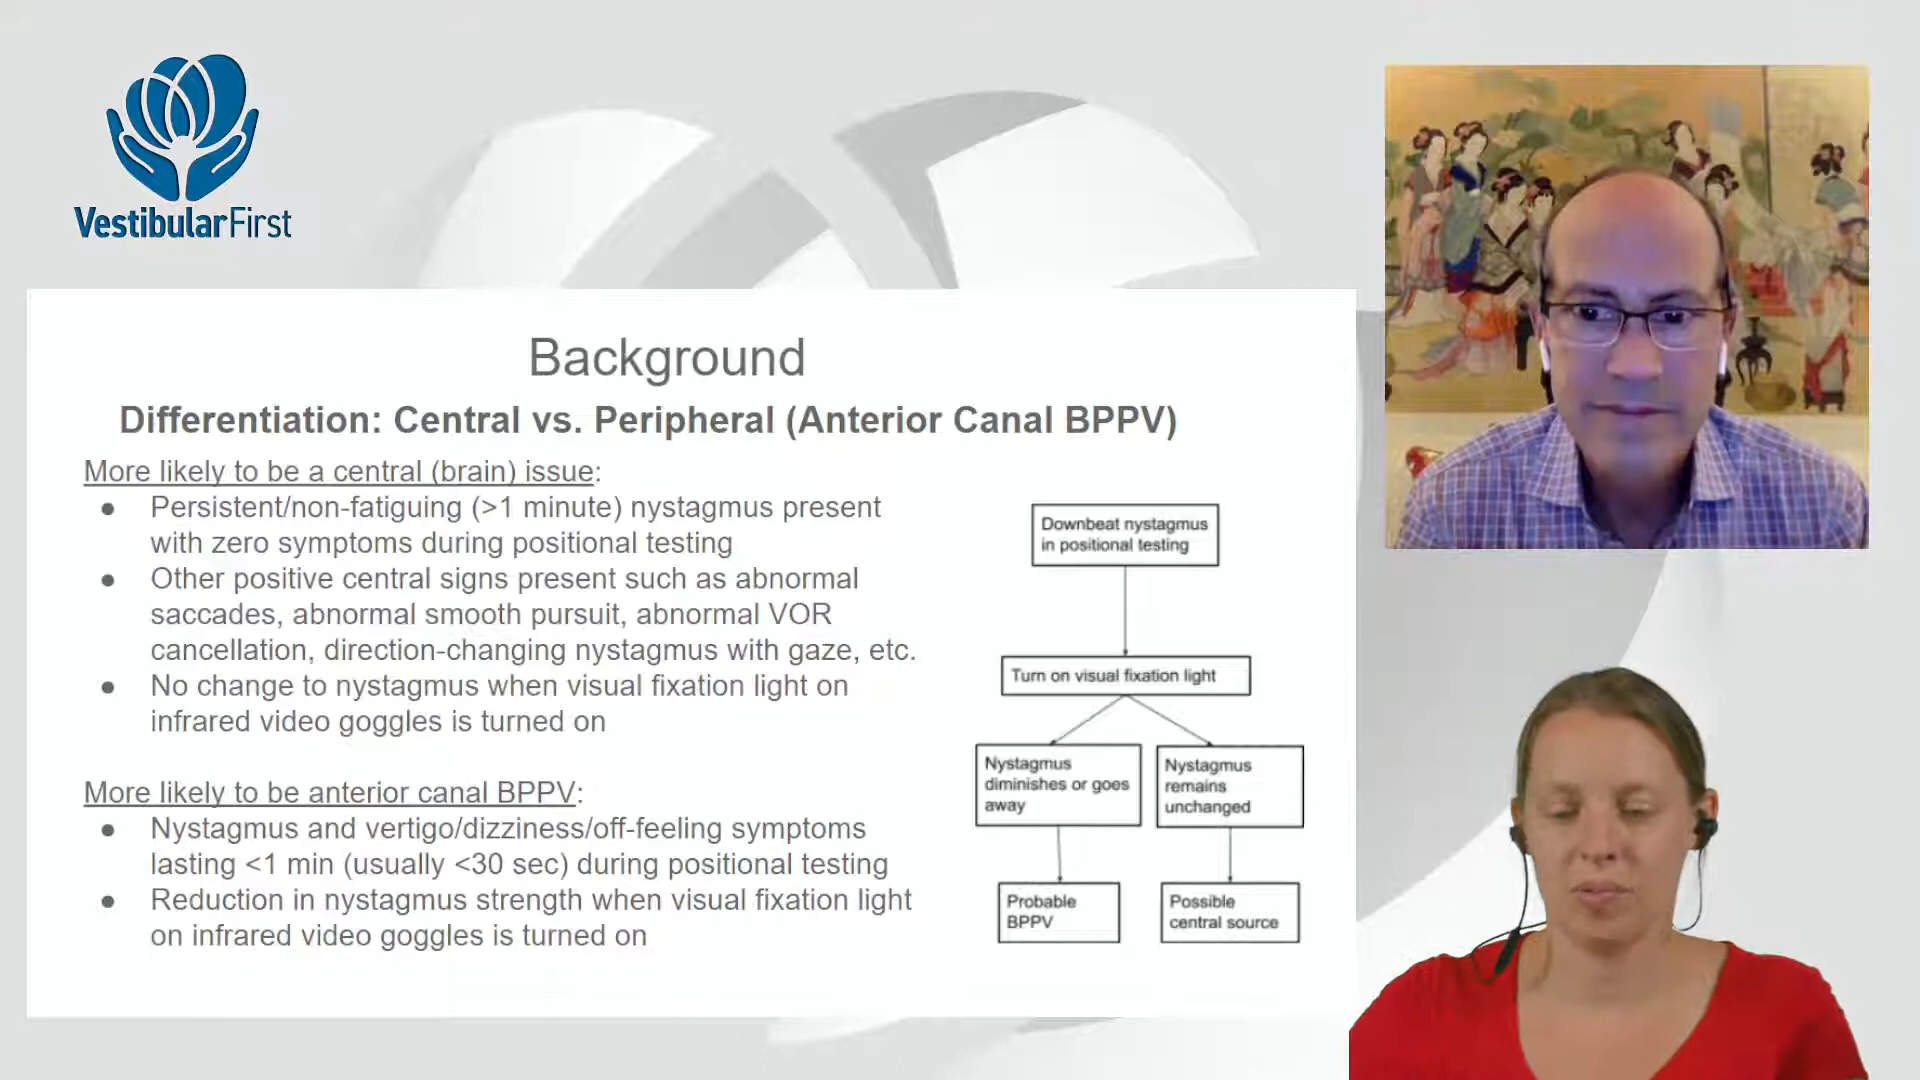 VestibularFirst
Background
Differentiation: Central vs. Peripheral (Anterior Canal BPPV)
More likely to be a central (brain) issue:
● Persistent/non-fatiguing (>1 minute) nystagmus present
with zero symptoms during positional testing
● Other positive central signs present such as abnormal
saccades, abnormal smooth pursuit, abnormal VOR
cancellation, direction-changing nystagmus with gaze, etc.
● No change to nystagmus when visual fixation light on
infrared video goggles is turned on
More likely to be anterior canal BPPV:
● Nystagmus and vertigo/dizziness/off-feeling symptoms
lasting <1 min (usually <30 sec) during positional testing
● Reduction in nystagmus strength when visual fixation light
on infrared video goggles is turned on
Downbeat nystagmus
in positional testing
Turn on visual fixation light
Nystagmus
diminishes or goes
away
Nystagmus
remains
unchanged
Probable
BPPV
Possible
central source